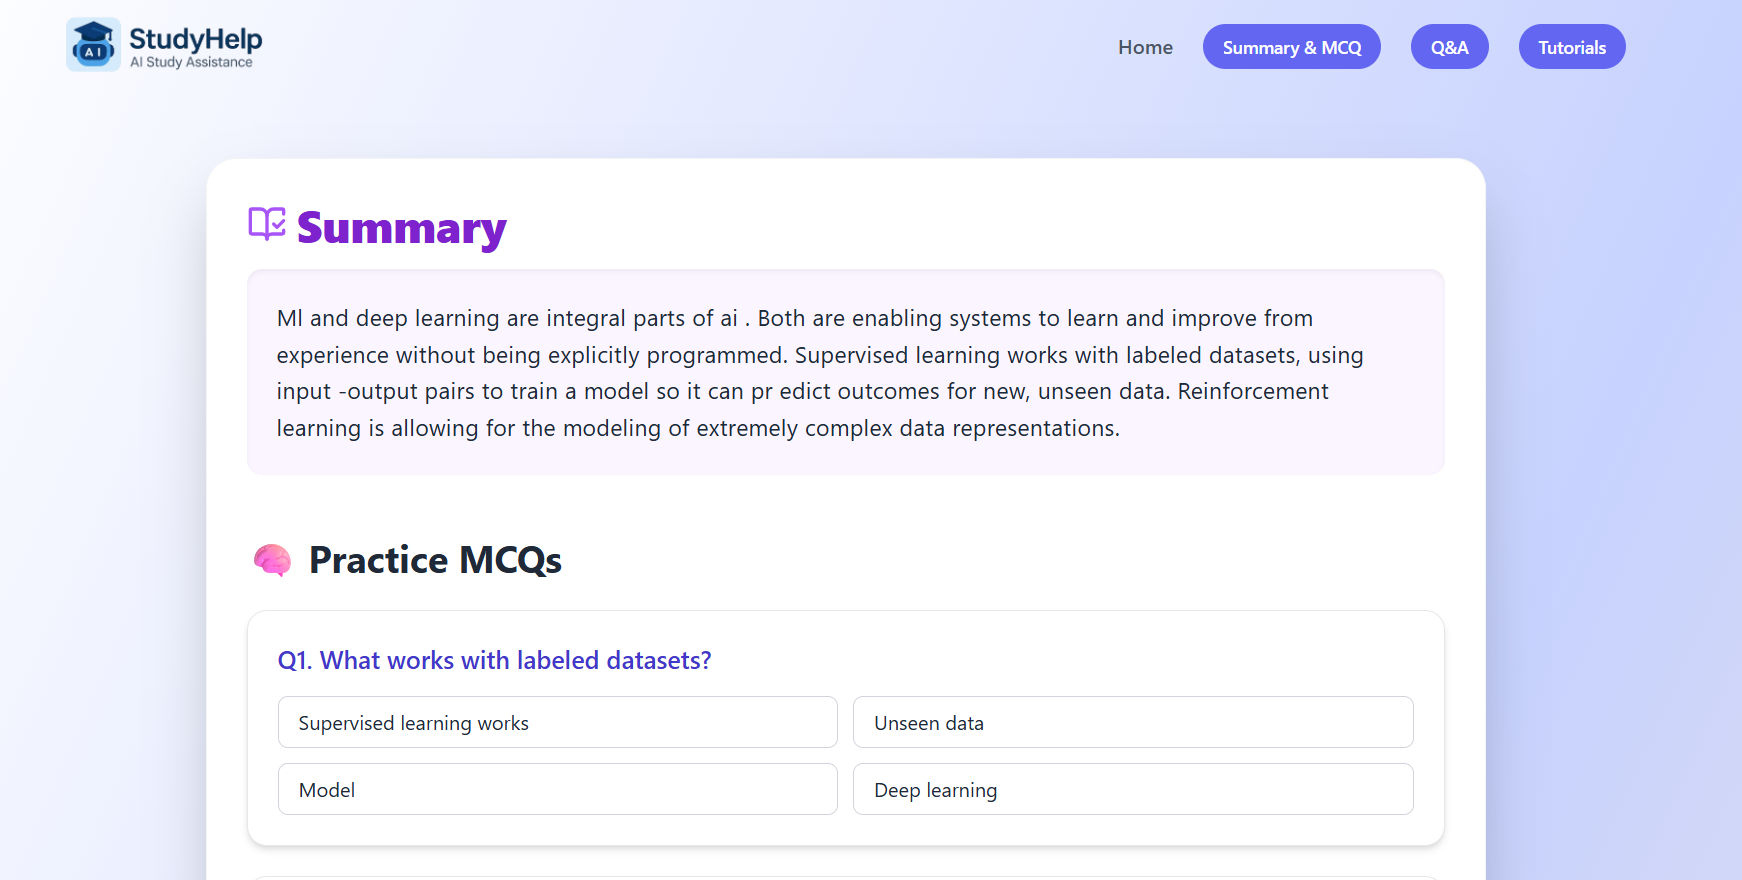 AI
StudyHelp
AI Study Assistance
Home
Summary & MCQ
Q&A
Tutorials
Summary
Ml and deep learning are integral parts of ai . Both are enabling systems to learn and improve from
experience without being explicitly programmed. Supervised learning works with labeled datasets, using
input -output pairs to train a model so it can pr edict outcomes for new, unseen data. Reinforcement
learning is allowing for the modeling of extremely complex data representations.
Practice MCQs
Q1. What works with labeled datasets?
Supervised learning works
Unseen data
Model
Deep learning